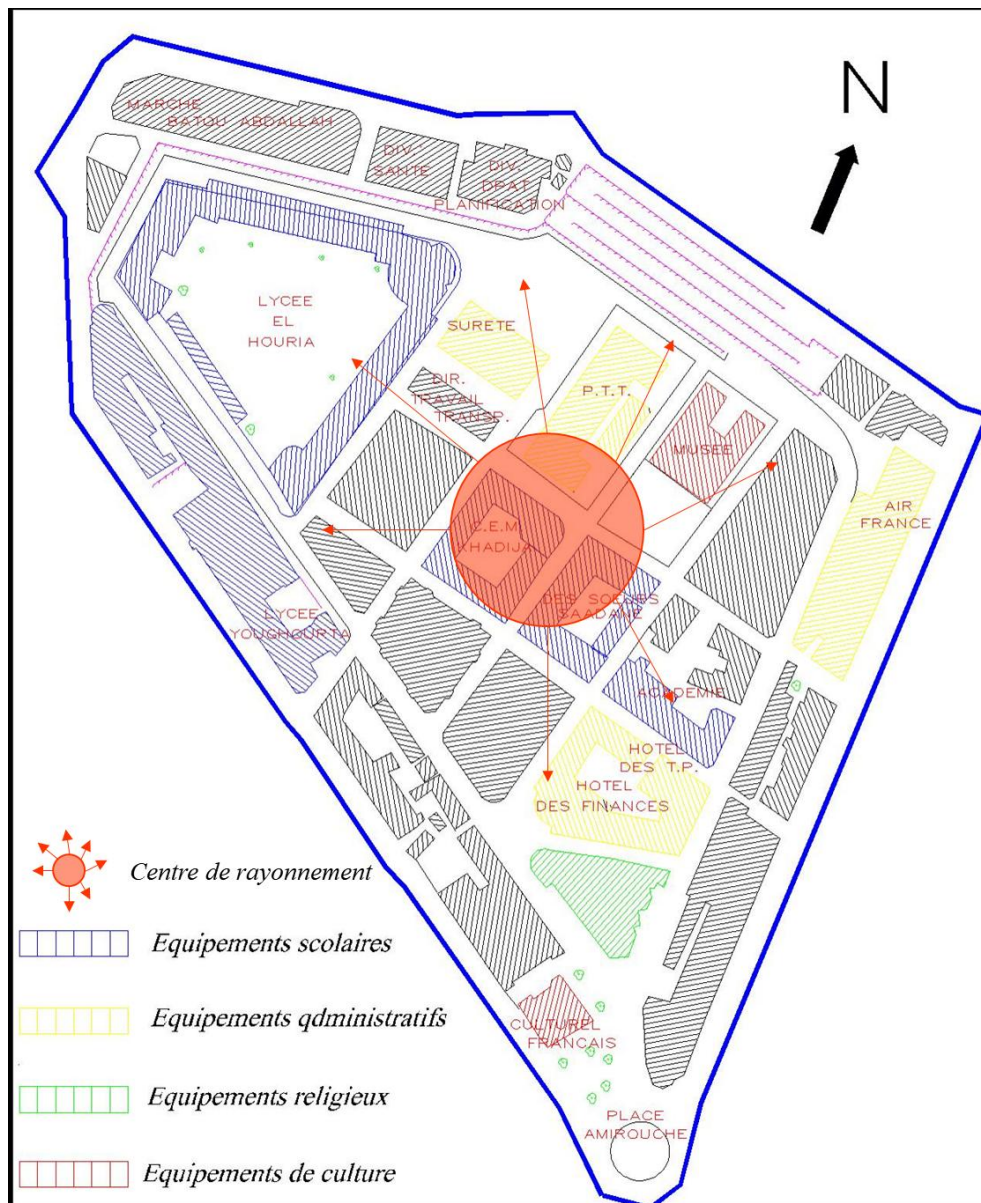 N
MARCHE
BATOU ABDALLAH
DIV.
SANTE
DIV.
DPAT
PLANIFICATION
LYCEE
EL
HOURIA
SURETE
P.T.T.
DIR.
TRAVAIL
TRANSP.
MUSEE
AIR
FRANCE
C.E.M.
KHADIJA
DES SOEURS
SAADANE
LYCEE
YOUGHOURTA
ACADEMIE
HOTEL
DES T.P.
HOTEL
DES FINANCES
CULTUREL
FRANCAIS
PLACE
AMIROUCHE
Centre de rayonnement
Equipements scolaires
Equipements qdministratifs
Equipements religieux
Equipements de culture